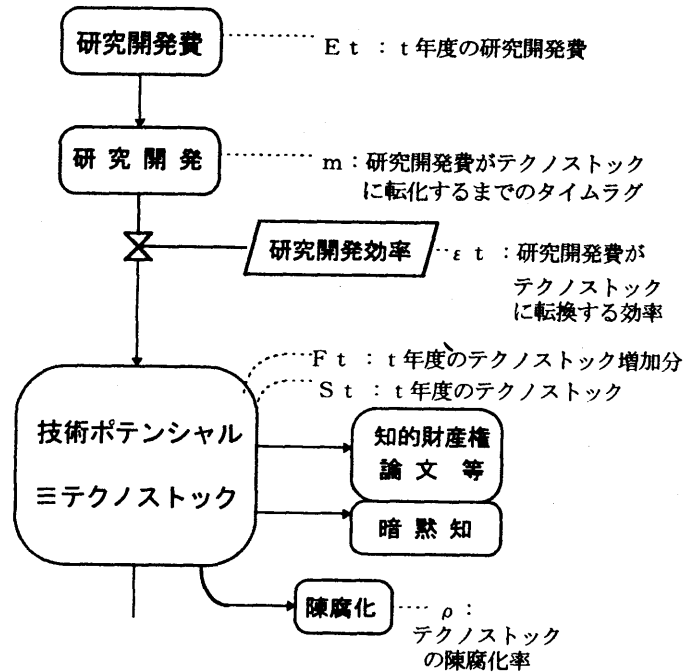 研究開発費
Et：t年度の研究開発費
研究開発
m：研究開発費がテクノストック
に転化するまでのタイムラグ
研究開発効率
εt：研究開発費が
テクノストック
に転換する効率
Ft：t年度のテクノストック増加分
St：t年度のテクノストック
技術ポテンシャル
≡テクノストック
知的財産権
論文等
暗黙知
陳腐化
ρ：
テクノストック
の陳腐化率